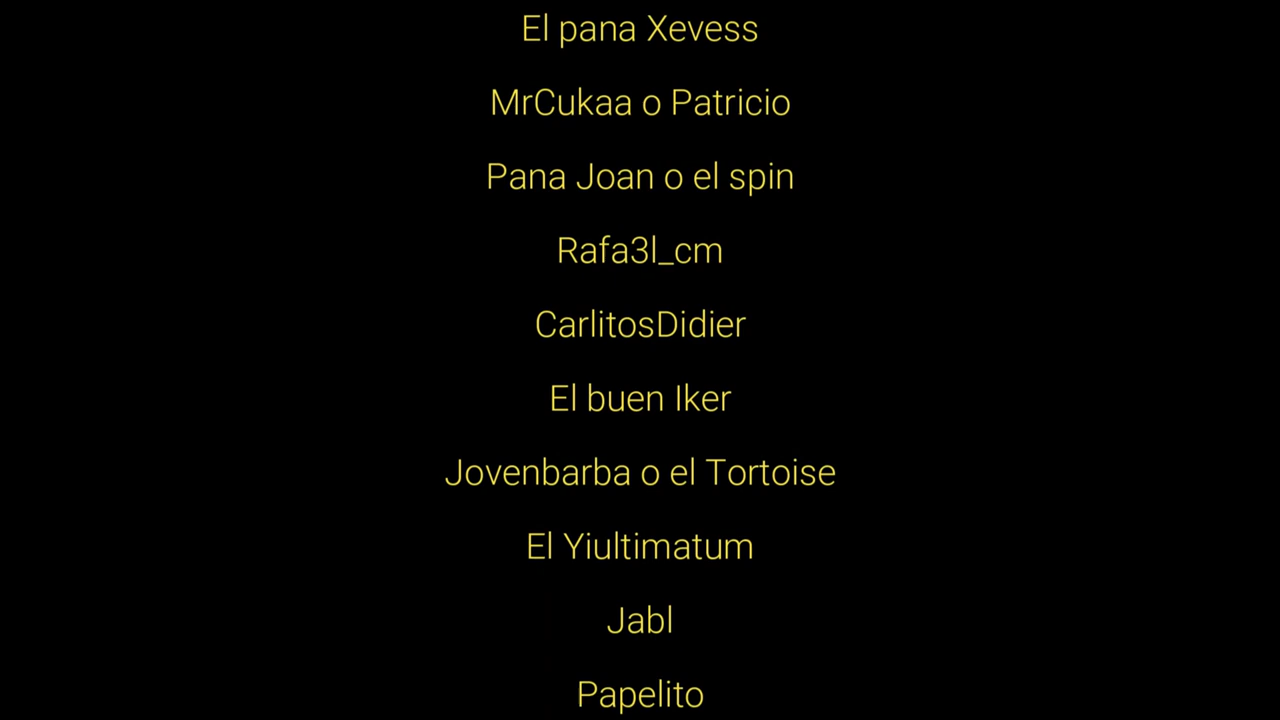 El pana Xevess
MrCukaa o Patricio
Pana Joan o el spin
Rafa3l_cm
CarlitosDidier
El buen Iker
Jovenbarba o el Tortoise
El Yiultimatum
Jabl
Papelito